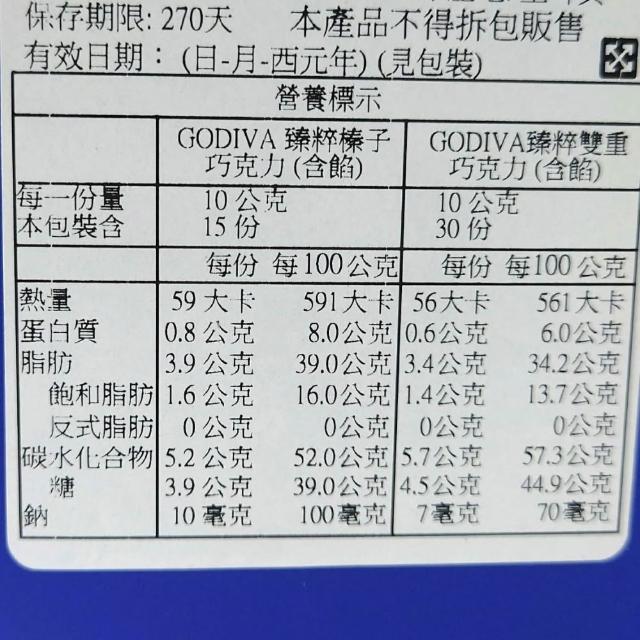 保存期限: 270天 本產品不得拆包販售
有效日期： (日-月-西元年) (見包裝)
營養標示
GODIVA 臻粹榛子 GODIVA臻粹雙重
巧克力 (含餡) 巧克力 (含餡)
每一份量 10 公克 10 公克
本包裝含 15 份 30 份
每份 每100公克 每份 每100公克
熱量 59 大卡 591大卡 56大卡 561大卡
蛋白質 0.8 公克 8.0公克 0.6公克 6.0公克
脂肪 3.9 公克 39.0公克 3.4公克 34.2公克
飽和脂肪 1.6 公克 16.0公克 1.4公克 13.7公克
反式脂肪 0 公克 0公克 0公克 0公克
碳水化合物 5.2 公克 52.0公克 5.7公克 57.3公克
糖 3.9 公克 39.0公克 4.5公克 44.9公克
鈉 10 毫克 100毫克 7毫克 70毫克